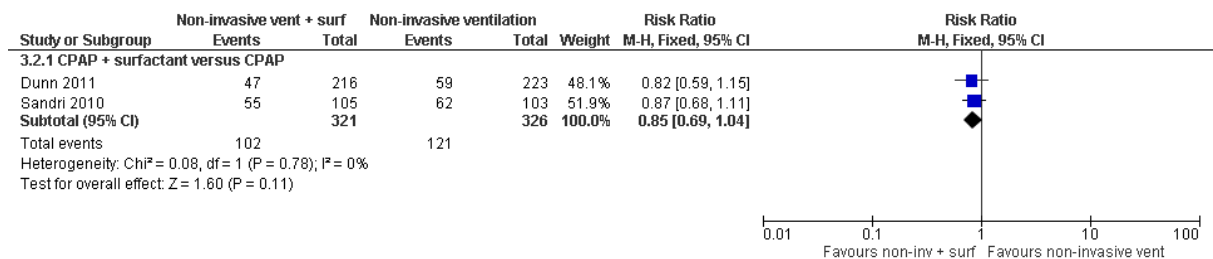 Non-invasive vent + surf Non-invasive ventilation Risk Ratio Risk Ratio
Study or Subgroup Events Total Events Total Weight M-H, Fixed, 95% CI M-H, Fixed, 95% CI
3.2.1 CPAP + surfactant versus CPAP
Dunn 2011 47 216 59 223 48.1% 0.82 [0.59, 1.15]
Sandri 2010 55 105 62 103 51.9% 0.87 [0.68, 1.11]
Subtotal (95% CI) 321 326 100.0% 0.85 [0.69, 1.04]
Total events 102 121
Heterogeneity: Chi² = 0.08, df = 1 (P = 0.78); I² = 0%
Test for overall effect: Z = 1.60 (P = 0.11)
0.01 0.1 1 10 100
Favours non-inv + surf Favours non-invasive vent